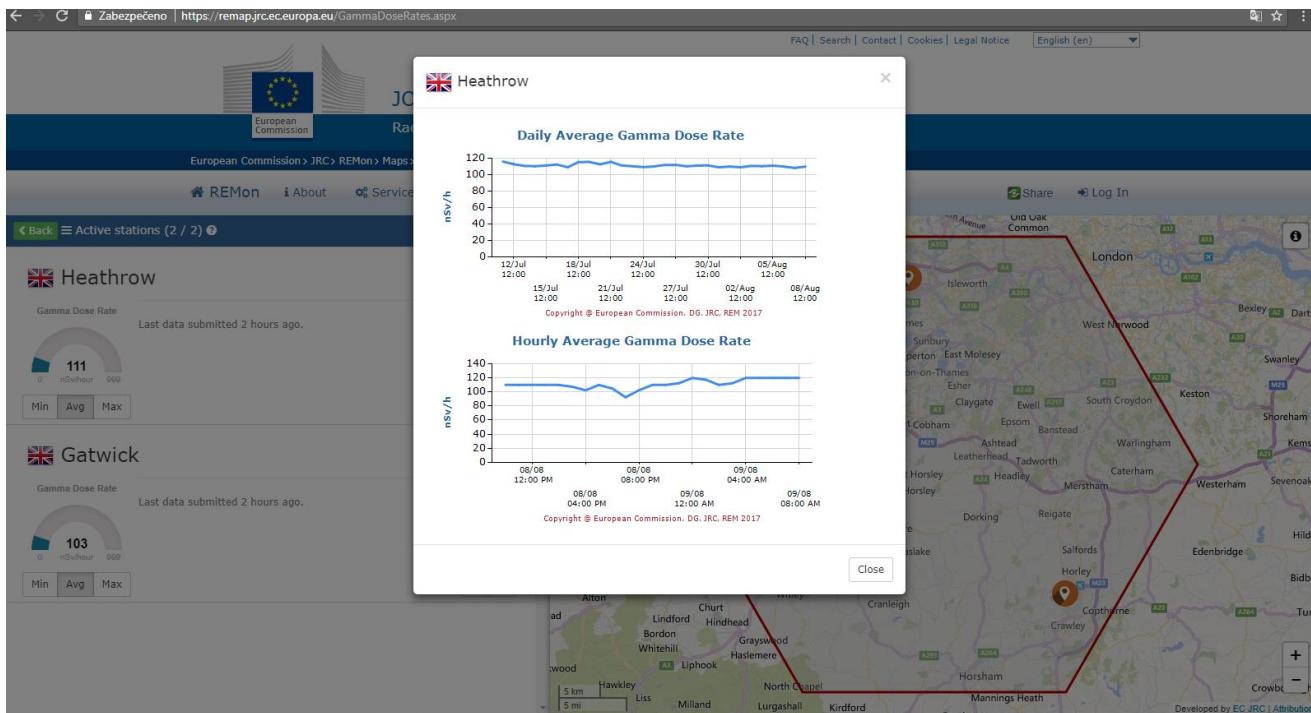 Zabezpečeno | https://remap.jrc.ec.europa.eu/GammaDoseRates.aspx
FAQ | Search | Contact | Cookies | Legal Notice English (en)
European
Commission
European Commission > JRC > REMon > Maps >
REMon About Service Share Log In
Back Active stations (2 / 2)
Heathrow
Gamma Dose Rate
Last data submitted 2 hours ago.
111
0 nSv/hour 999
Min Avg Max
Gatwick
Gamma Dose Rate
Last data submitted 2 hours ago.
103
0 nSv/hour 999
Min Avg Max
Heathrow
×
Daily Average Gamma Dose Rate
nSv/h
120
100
80
60
40
20
0
12/Jul 12:00
15/Jul 12:00
18/Jul 12:00
21/Jul 12:00
24/Jul 12:00
27/Jul 12:00
30/Jul 12:00
02/Aug 12:00
05/Aug 12:00
08/Aug 12:00
Copyright @ European Commission. DG. JRC, REM 2017
Hourly Average Gamma Dose Rate
nSv/h
140
120
100
80
60
40
20
0
08/08 12:00 PM
08/08 04:00 PM
08/08 08:00 PM
09/08 12:00 AM
09/08 04:00 AM
09/08 08:00 AM
Copyright @ European Commission. DG. JRC, REM 2017
Close
Old Oak
Common
London
Isleworth
Bexley
Dart
West Norwood
Sunbury
East Molesey
Swanley
Esher
Claygate
Ewell
South Croydon
Keston
Shoreham
Cobham
Epsom
Banstead
Ashtead
Warlingham
Kems
Leatherhead
Tadworth
Horsley
Headley
Caterham
Merstham
Westerham
Sevenoak
Dorking
Reigate
Salfords
Edenbridge
Hild
Horley
Bidb
Alton
Churt
Cranleigh
Copthorne
Crawley
Lindford
Hindhead
Bordon
Whitehill
Grayswood
Haslemere
Liphook
Hawkley
Liss
Milland
North Chapel
Lurgashall
Kirdford
Horsham
Mannings Heath
5 km
5 mi
+
−
Developed by EC JRC | Attribution